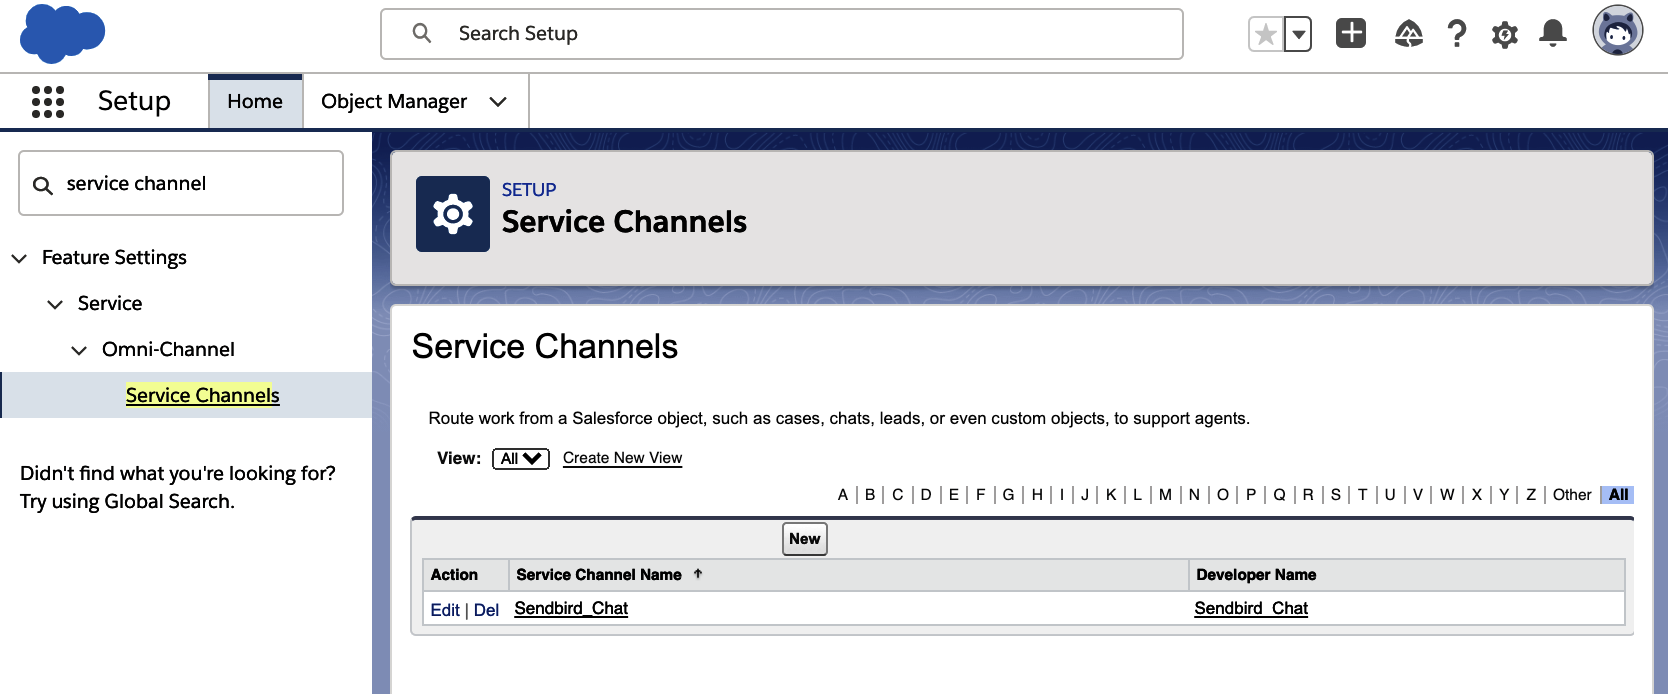 Search Setup
Setup
Home
Object Manager
service channel
Feature Settings
Service
Omni-Channel
Service Channels
Didn't find what you're looking for?
Try using Global Search.
SETUP
Service Channels
Service Channels
Route work from a Salesforce object, such as cases, chats, leads, or even custom objects, to support agents.
View: All Create New View
A | B | C | D | E | F | G | H | I | J | K | L | M | N | O | P | Q | R | S | T | U | V | W | X | Y | Z | Other | All
New
Action Service Channel Name ↑ Developer Name
Edit | Del Sendbird_Chat Sendbird_Chat